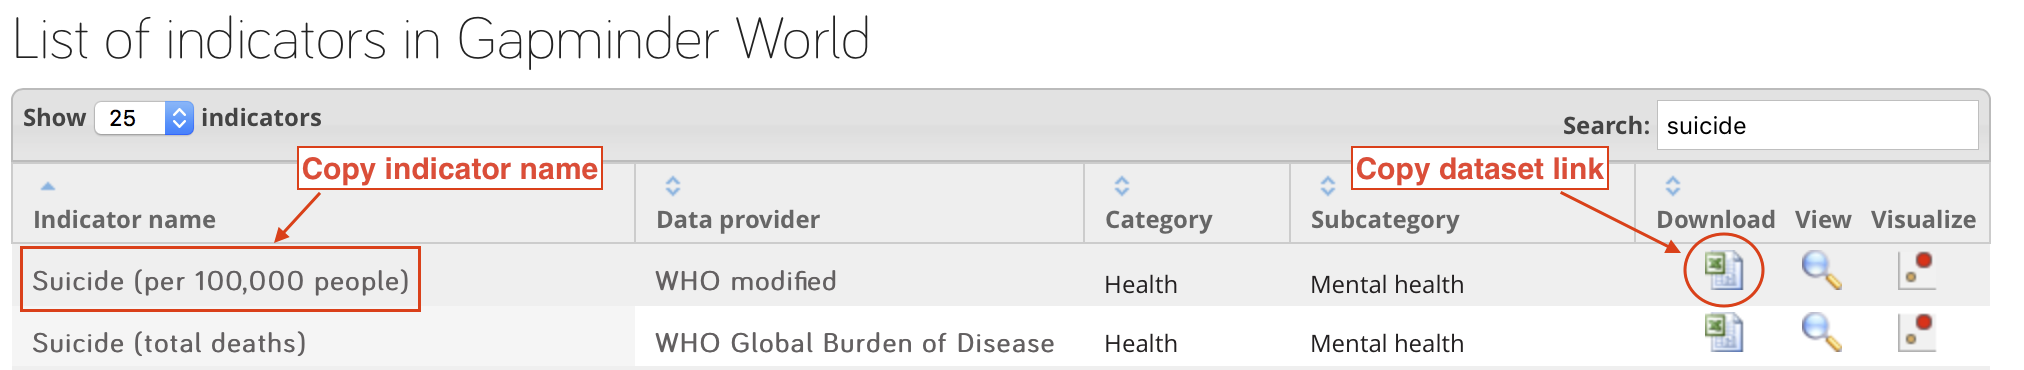 List of indicators in Gapminder World
Show 25 indicators
Search: suicide
Copy indicator name
Copy dataset link
Indicator name Data provider Category Subcategory Download View Visualize
Suicide (per 100,000 people) WHO modified Health Mental health
Suicide (total deaths) WHO Global Burden of Disease Health Mental health